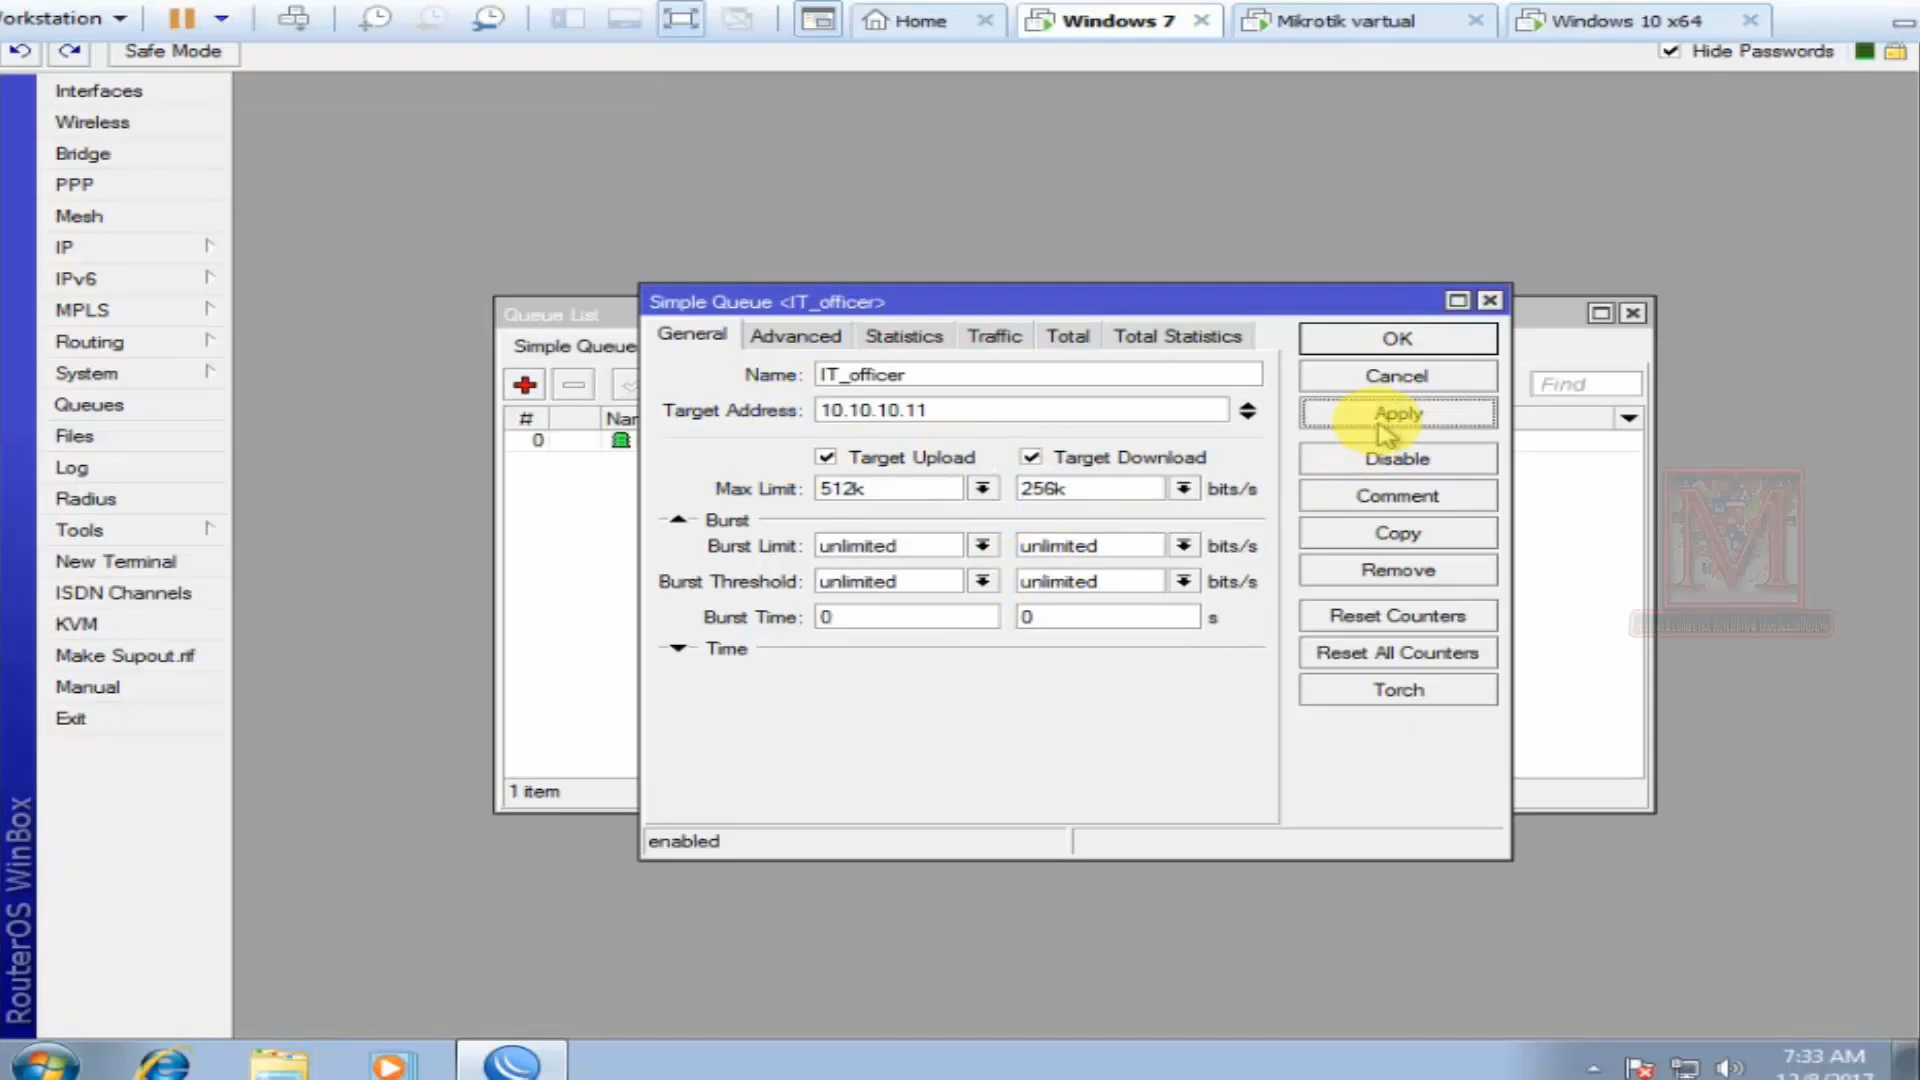 orkstation
Home
Windows 7
Mikrotik vartual
Windows 10 x64
Safe Mode
Hide Passwords
Interfaces
Wireless
Bridge
PPP
Mesh
IP
IPv6
MPLS
Routing
System
Queues
Files
Log
Radius
Tools
New Terminal
ISDN Channels
KVM
Make Supout.rif
Manual
Exit
RouterOS WinBox
Queue List
Simple Queue
Find
#
Nar
0
1 item
Simple Queue <IT_officer>
General
Advanced
Statistics
Traffic
Total
Total Statistics
Name: IT_officer
Target Address: 10.10.10.11
Target Upload
Target Download
Max Limit: 512k 256k bits/s
Burst
Burst Limit: unlimited unlimited bits/s
Burst Threshold: unlimited unlimited bits/s
Burst Time: 0 0 s
Time
enabled
OK
Cancel
Apply
Disable
Comment
Copy
Remove
Reset Counters
Reset All Counters
Torch
M
7:33 AM
12/8/2017